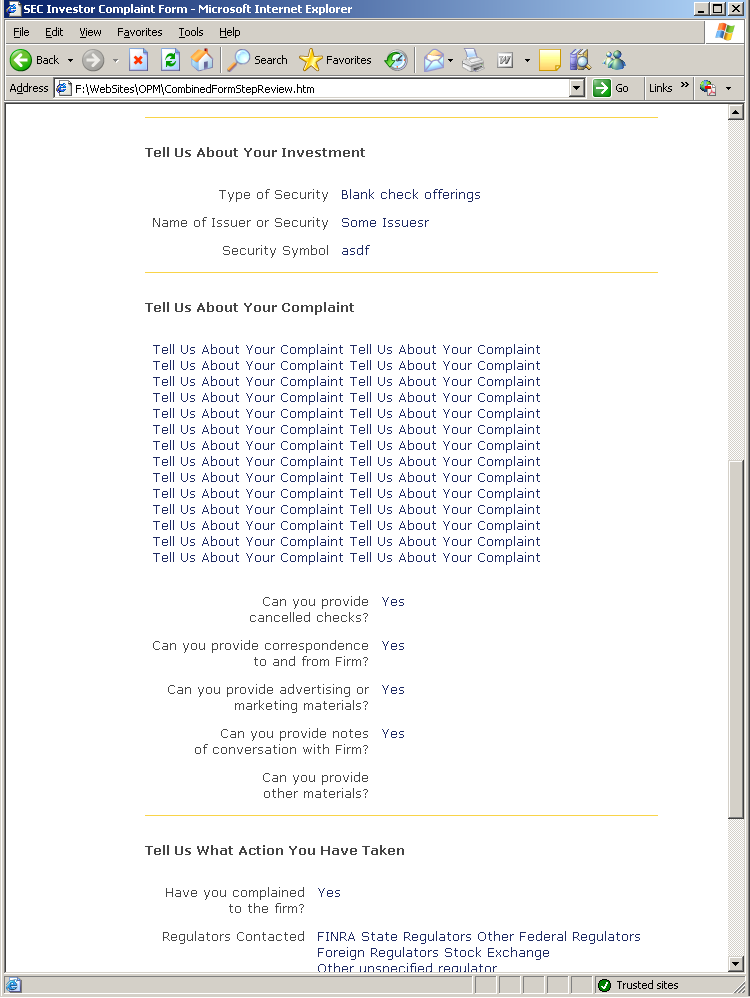 SEC Investor Complaint Form - Microsoft Internet Explorer
File Edit View Favorites Tools Help
Back Search Favorites
Address F:\WebSites\OPM\CombinedFormStepReview.htm Go Links »
Tell Us About Your Investment
Type of Security Blank check offerings
Name of Issuer or Security Some Issuesr
Security Symbol asdf
Tell Us About Your Complaint
Tell Us About Your Complaint Tell Us About Your Complaint
Tell Us About Your Complaint Tell Us About Your Complaint
Tell Us About Your Complaint Tell Us About Your Complaint
Tell Us About Your Complaint Tell Us About Your Complaint
Tell Us About Your Complaint Tell Us About Your Complaint
Tell Us About Your Complaint Tell Us About Your Complaint
Tell Us About Your Complaint Tell Us About Your Complaint
Tell Us About Your Complaint Tell Us About Your Complaint
Tell Us About Your Complaint Tell Us About Your Complaint
Tell Us About Your Complaint Tell Us About Your Complaint
Tell Us About Your Complaint Tell Us About Your Complaint
Tell Us About Your Complaint Tell Us About Your Complaint
Tell Us About Your Complaint Tell Us About Your Complaint
Tell Us About Your Complaint Tell Us About Your Complaint
Can you provide Yes
cancelled checks?
Can you provide correspondence Yes
to and from Firm?
Can you provide advertising or Yes
marketing materials?
Can you provide notes Yes
of conversation with Firm?
Can you provide
other materials?
Tell Us What Action You Have Taken
Have you complained Yes
to the firm?
Regulators Contacted FINRA State Regulators Other Federal Regulators
Foreign Regulators Stock Exchange
Other unspecified regulator
Trusted sites